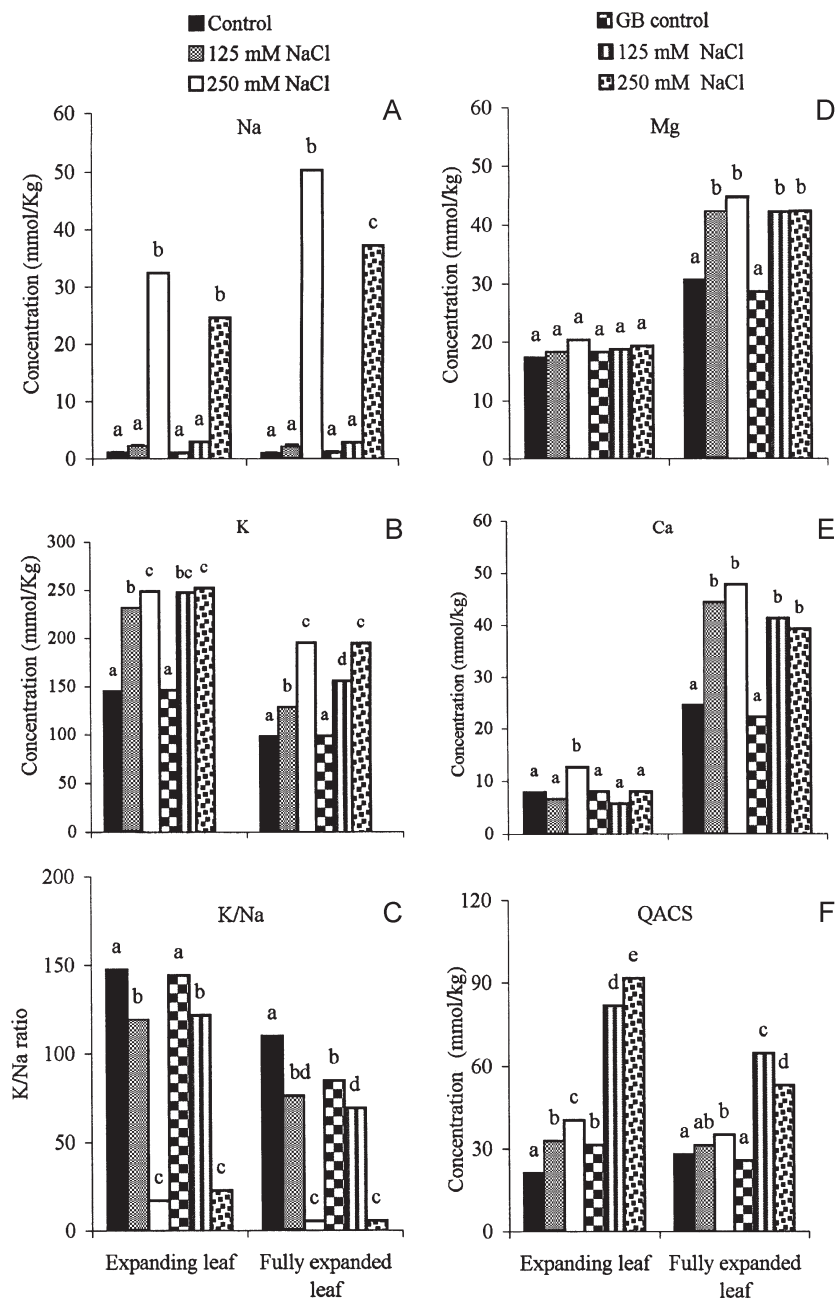 Control
125 mM NaCl
250 mM NaCl
GB control
125 mM NaCl
250 mM NaCl
A
Na
Concentration (mmol/Kg)
60
50
40
30
20
10
0
a a b a a b
a a b a a c
D
Mg
Concentration (mmol/kg)
60
50
40
30
20
10
0
a a a a a a
a b b a b b
B
K
Concentration (mmol/Kg)
300
250
200
150
100
50
0
a b c a bc c
a b c a d c
E
Ca
Concentration (mmol/kg)
60
50
40
30
20
10
0
a a b a a a
a b b a b b
C
K/Na
K/Na ratio
200
150
100
50
0
a b c a b c
a bd c b d c
Expanding leaf
Fully expanded
leaf
F
QACS
Concentration (mmol/kg)
120
90
60
30
0
a b c b d e
a ab b a c d
Expanding leaf
Fully expanded
leaf